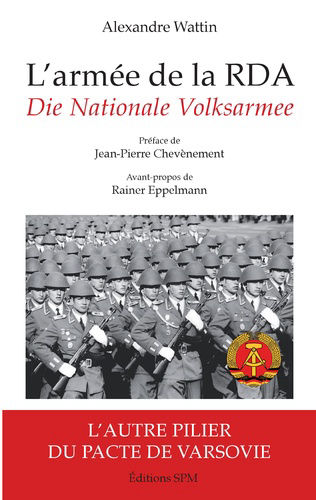 Alexandre Wattin
L'armée de la RDA
Die Nationale Volksarmee
Préface de
Jean-Pierre Chevènement
Avant-propos de
Rainer Eppelmann
L'AUTRE PILIER
DU PACTE DE VARSOVIE
Éditions SPM